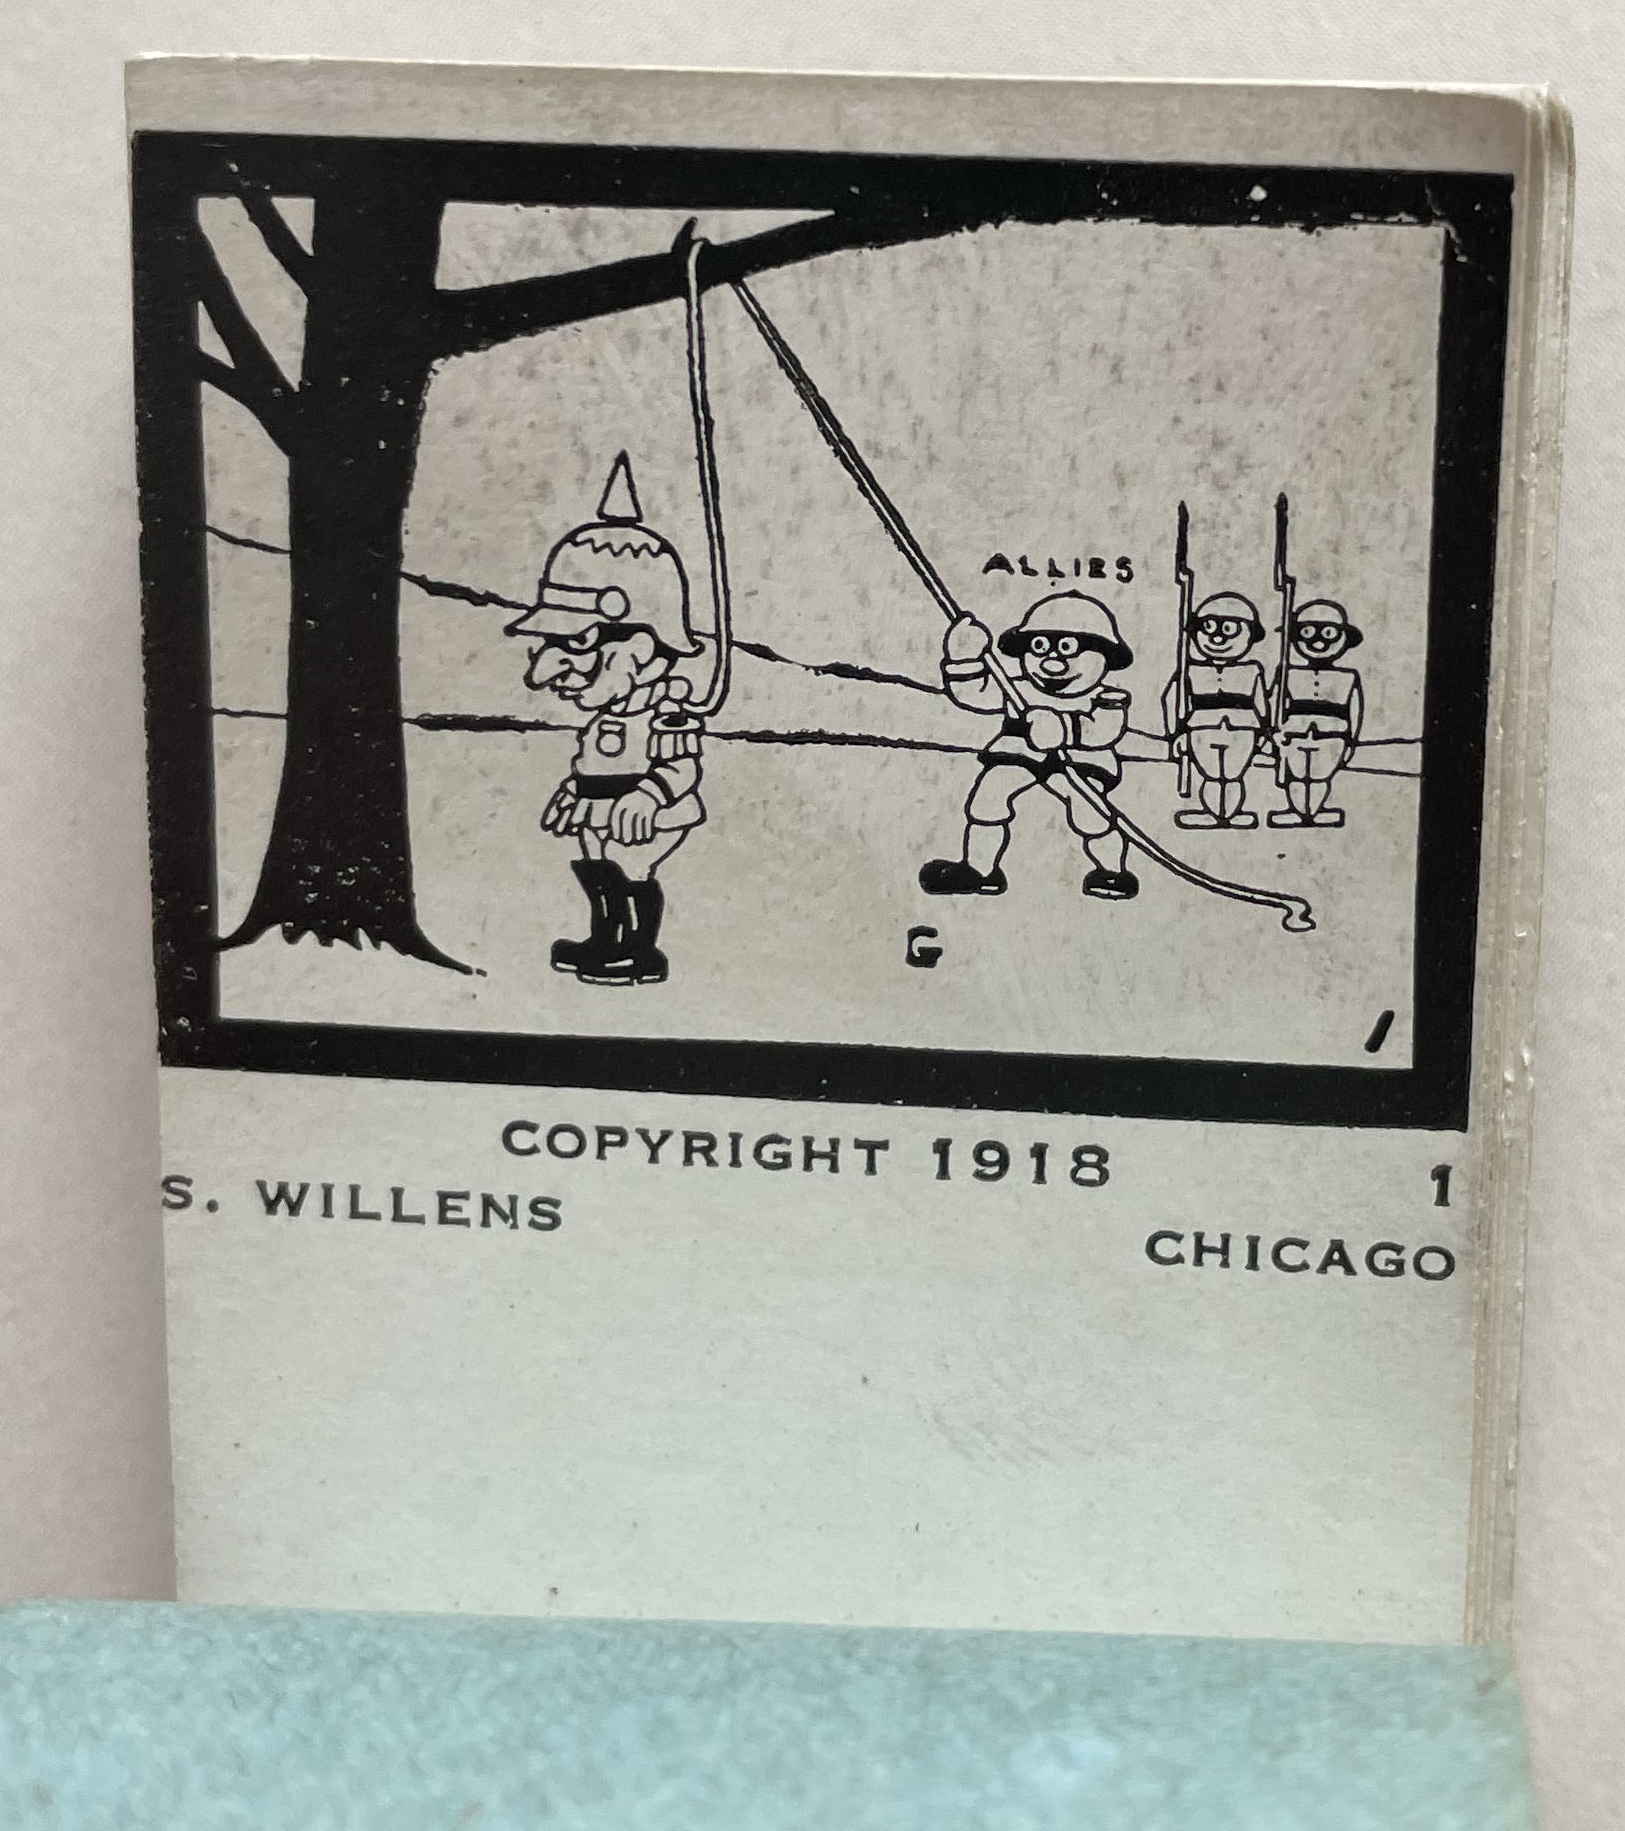 ALLIES
G
1
COPYRIGHT 1918 1
S. WILLENS
CHICAGO